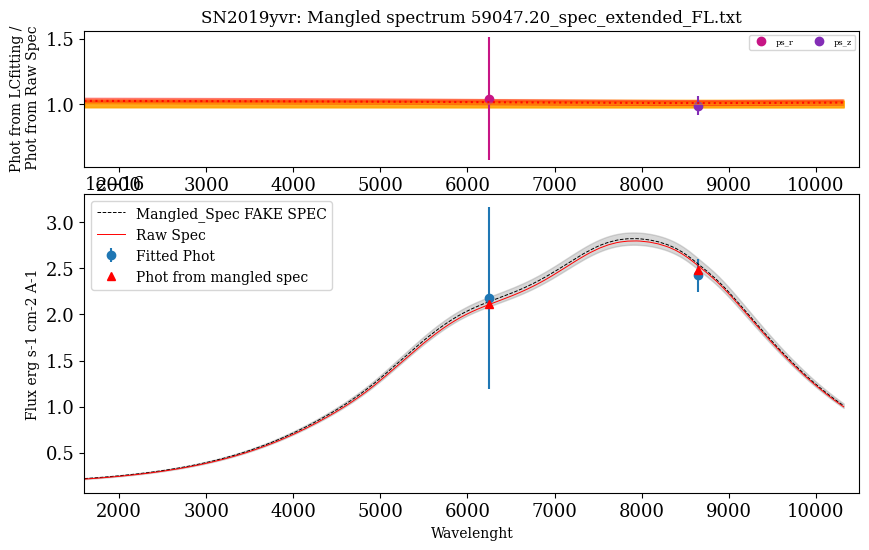 SN2019yvr: Mangled spectrum 59047.20_spec_extended_FL.txt
Phot from LCfitting /
Phot from Raw Spec
1.5
1.0
ps_r ps_z
2000 3000 4000 5000 6000 7000 8000 9000 10000
1e−16
Flux erg s-1 cm-2 A-1
3.0
2.5
2.0
1.5
1.0
0.5
Mangled_Spec FAKE SPEC
Raw Spec
Fitted Phot
Phot from mangled spec
2000 3000 4000 5000 6000 7000 8000 9000 10000
Wavelenght